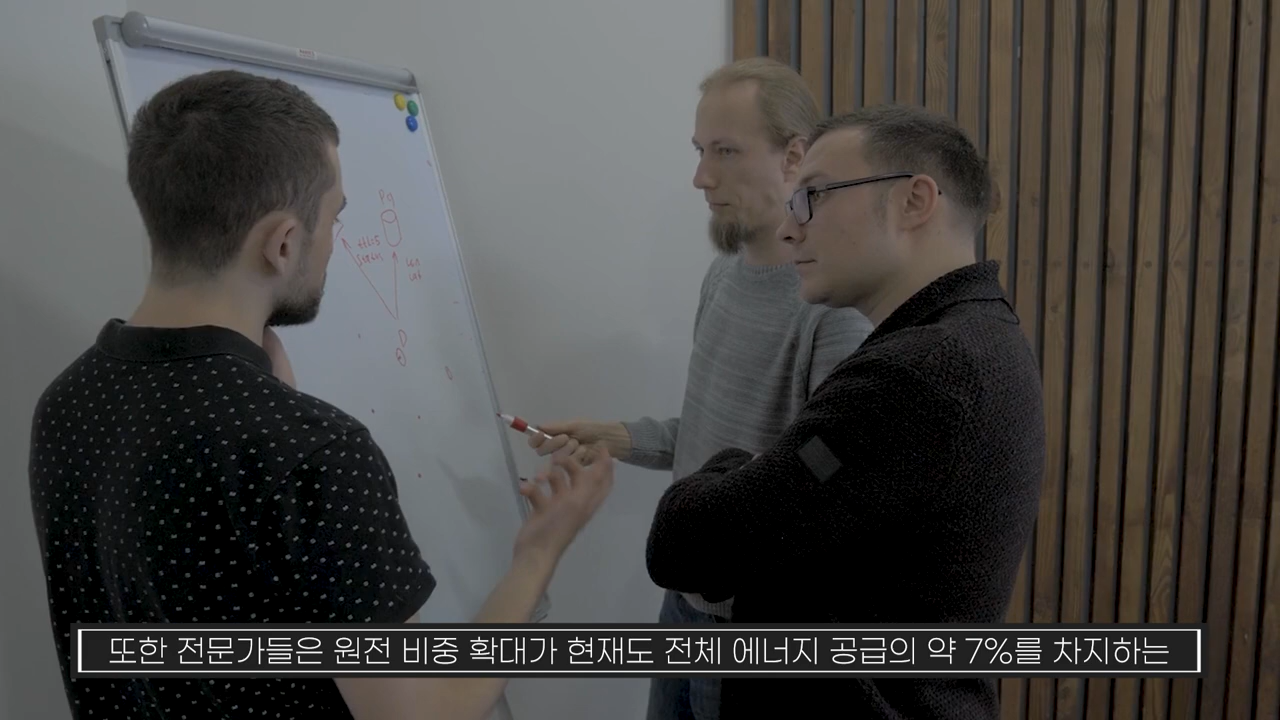 또한 전문가들은 원전 비중 확대가 현재도 전체 에너지 공급의 약 7%를 차지하는